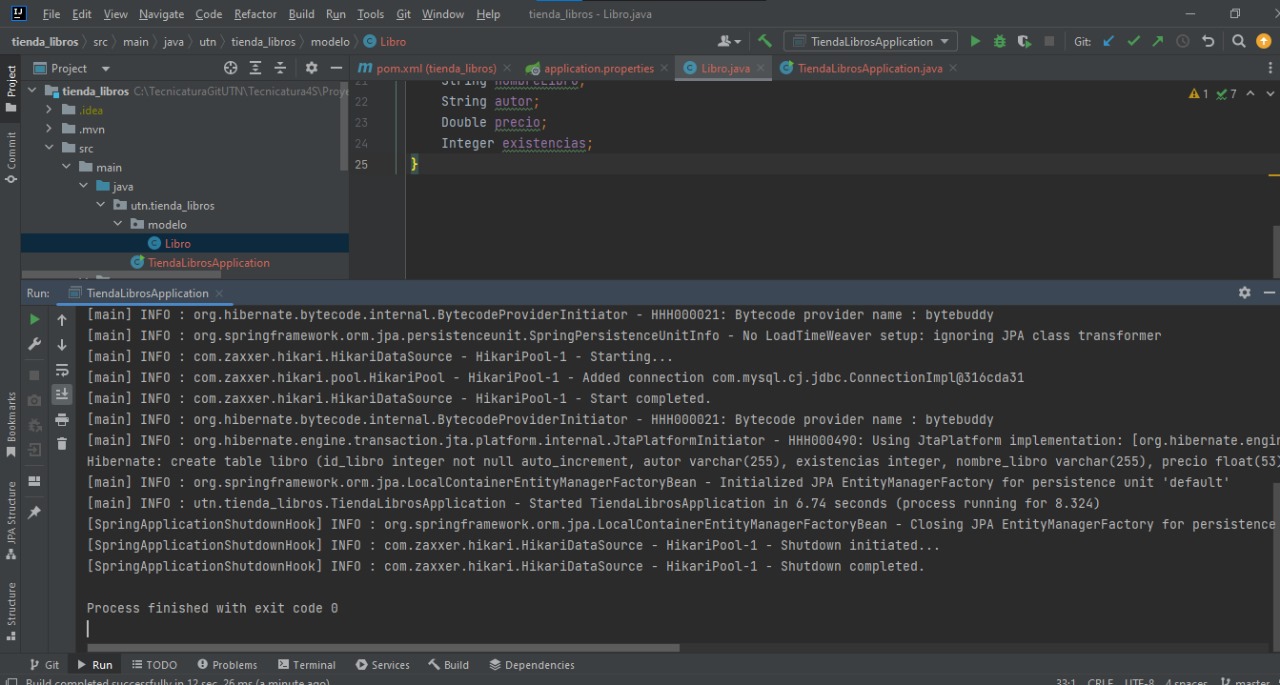 File Edit View Navigate Code Refactor Build Run Tools Git Window Help tienda_libros - Libro.java
tienda_libros src main java utn tienda_libros modelo Libro TiendaLibrosApplication Git:
Project pom.xml (tienda_libros) application.properties Libro.java TiendaLibrosApplication.java
Project
Commit
Bookmarks
JPA Structure
Structure
tienda_libros C:\TecnicaturaGitUTN\Tecnicatura4S\Proye
.idea
.mvn
src
main
java
utn.tienda_libros
modelo
Libro
TiendaLibrosApplication
21 String nombreLibro;
22 String autor;
23 Double precio;
24 Integer existencias;
25 }
1 7
Run: TiendaLibrosApplication
[main] INFO : org.hibernate.bytecode.internal.BytecodeProviderInitiator - HHH000021: Bytecode provider name : bytebuddy
[main] INFO : org.springframework.orm.jpa.persistenceunit.SpringPersistenceUnitInfo - No LoadTimeWeaver setup: ignoring JPA class transformer
[main] INFO : com.zaxxer.hikari.HikariDataSource - HikariPool-1 - Starting...
[main] INFO : com.zaxxer.hikari.pool.HikariPool - HikariPool-1 - Added connection com.mysql.cj.jdbc.ConnectionImpl@316cda31
[main] INFO : com.zaxxer.hikari.HikariDataSource - HikariPool-1 - Start completed.
[main] INFO : org.hibernate.bytecode.internal.BytecodeProviderInitiator - HHH000021: Bytecode provider name : bytebuddy
[main] INFO : org.hibernate.engine.transaction.jta.platform.internal.JtaPlatformInitiator - HHH000490: Using JtaPlatform implementation: [org.hibernate.engin
Hibernate: create table libro (id_libro integer not null auto_increment, autor varchar(255), existencias integer, nombre_libro varchar(255), precio float(53)
[main] INFO : org.springframework.orm.jpa.LocalContainerEntityManagerFactoryBean - Initialized JPA EntityManagerFactory for persistence unit 'default'
[main] INFO : utn.tienda_libros.TiendaLibrosApplication - Started TiendaLibrosApplication in 6.74 seconds (process running for 8.324)
[SpringApplicationShutdownHook] INFO : org.springframework.orm.jpa.LocalContainerEntityManagerFactoryBean - Closing JPA EntityManagerFactory for persistence
[SpringApplicationShutdownHook] INFO : com.zaxxer.hikari.HikariDataSource - HikariPool-1 - Shutdown initiated...
[SpringApplicationShutdownHook] INFO : com.zaxxer.hikari.HikariDataSource - HikariPool-1 - Shutdown completed.
Process finished with exit code 0
Git Run TODO Problems Terminal Services Build Dependencies
Build completed successfully in 12 sec, 26 ms (a minute ago) 33:1 CRLF UTF-8 4 spaces master